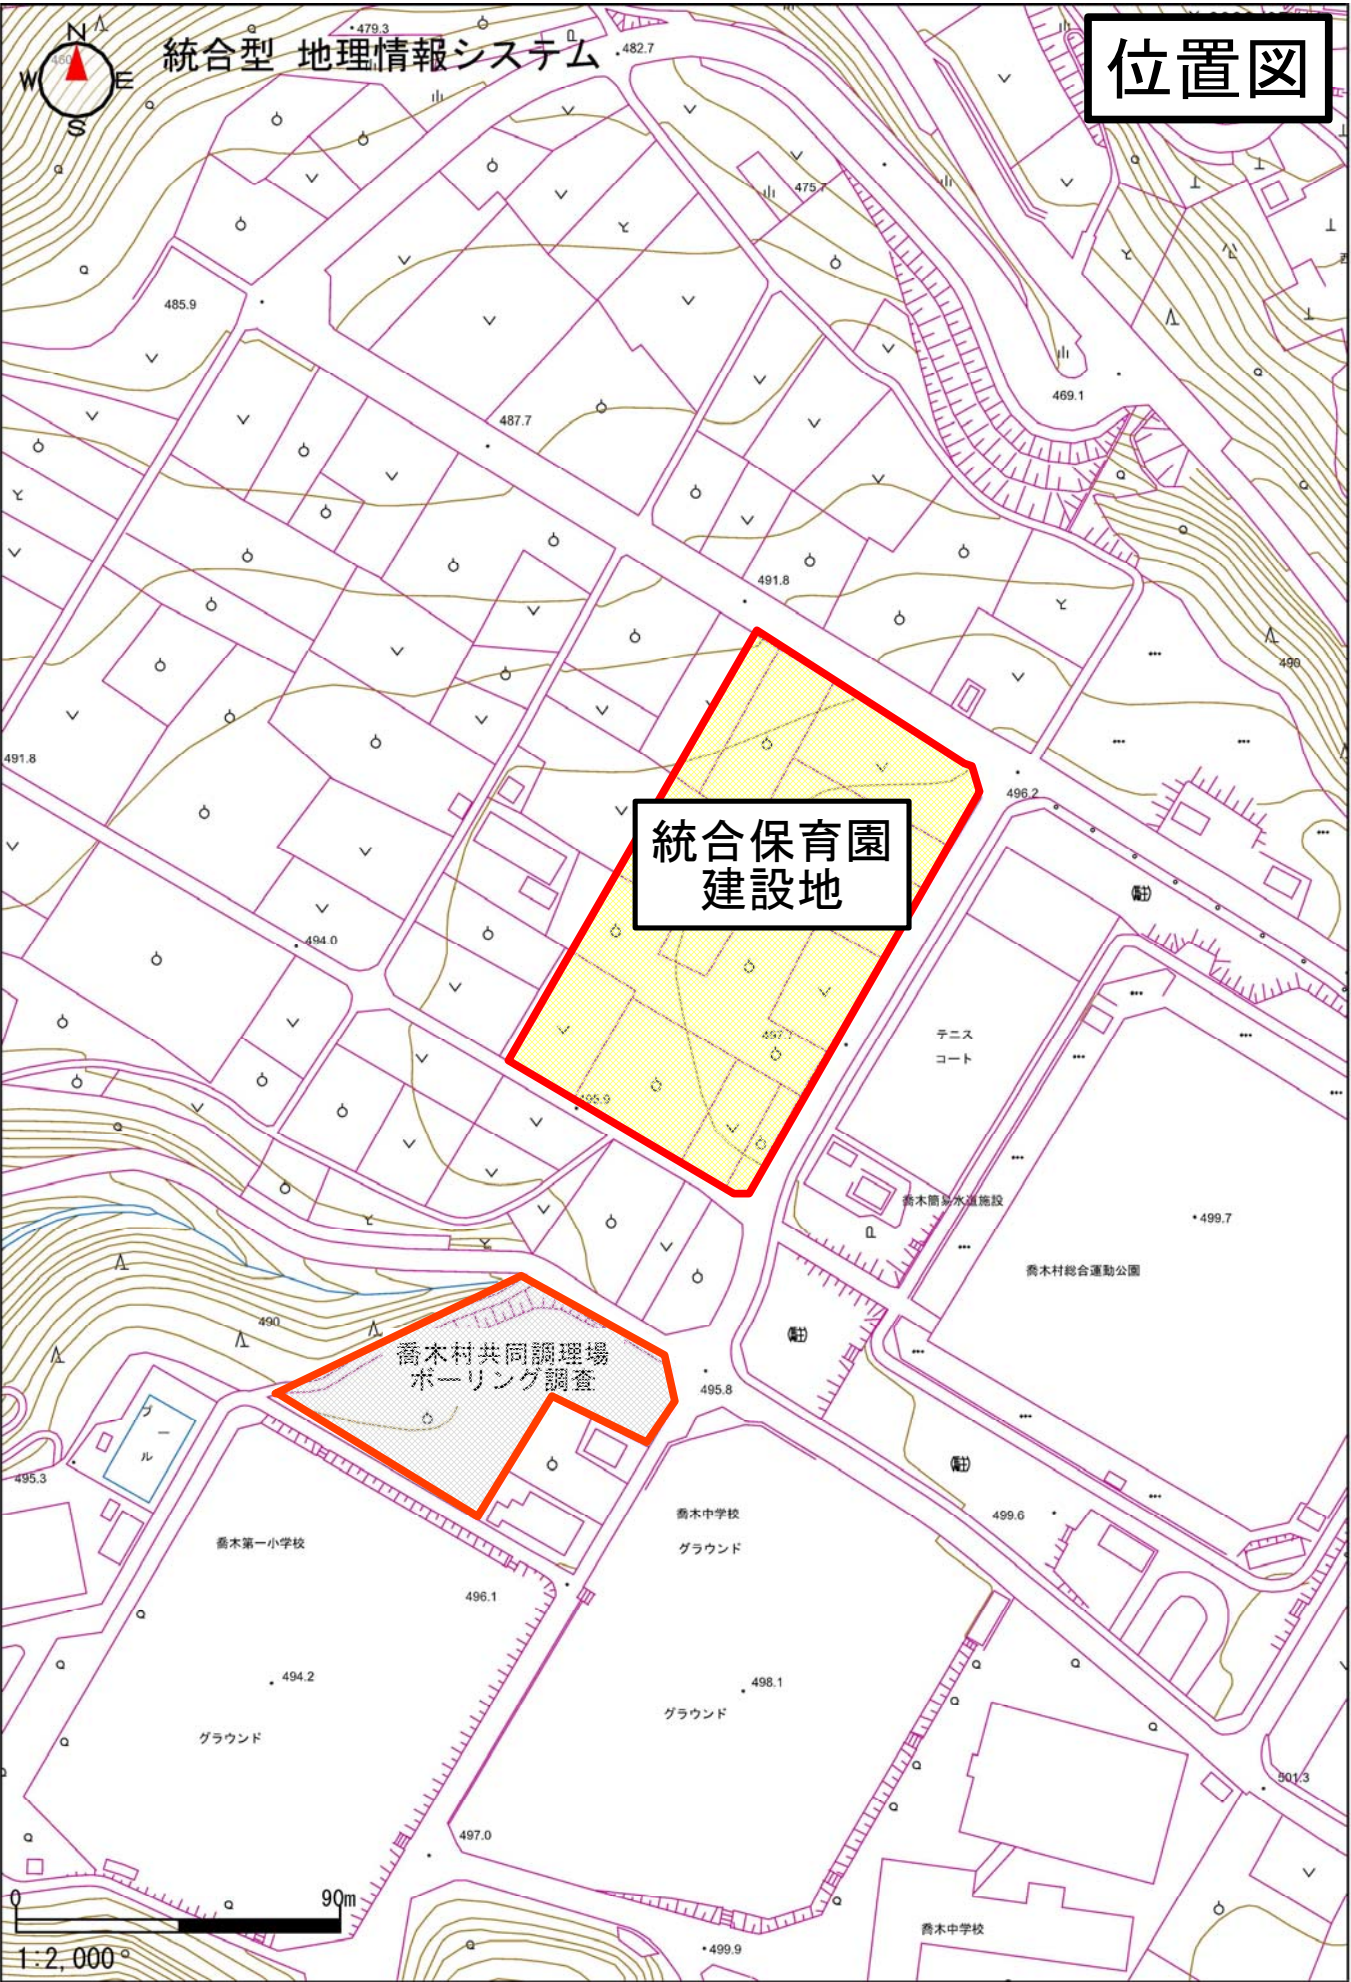 N
W E
S
統合型 地理情報システム
位置図
479.3
482.7
475.7
485.9
469.1
487.7
491.8
490
491.8
496.2
統合保育園
建設地
494.0
497.1
495.9
テニス
コート
喬木簡易水道施設
499.7
喬木村総合運動公園
490
喬木村共同調理場
ボーリング調査
495.8
プール
495.3
喬木中学校
グラウンド
499.6
喬木第一小学校
496.1
494.2
498.1
グラウンド
グラウンド
501.3
497.0
0 90m
喬木中学校
499.9
1:2,000